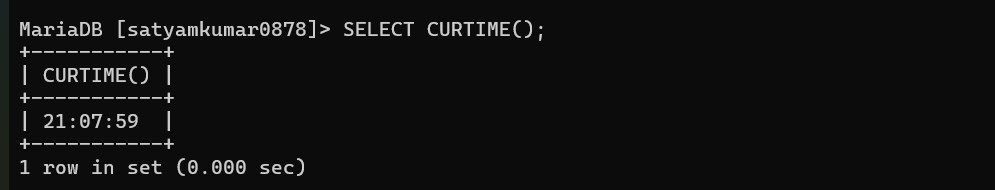 MariaDB [satyamkumar0878]> SELECT CURTIME();
+-----------+
| CURTIME() |
+-----------+
| 21:07:59  |
+-----------+
1 row in set (0.000 sec)